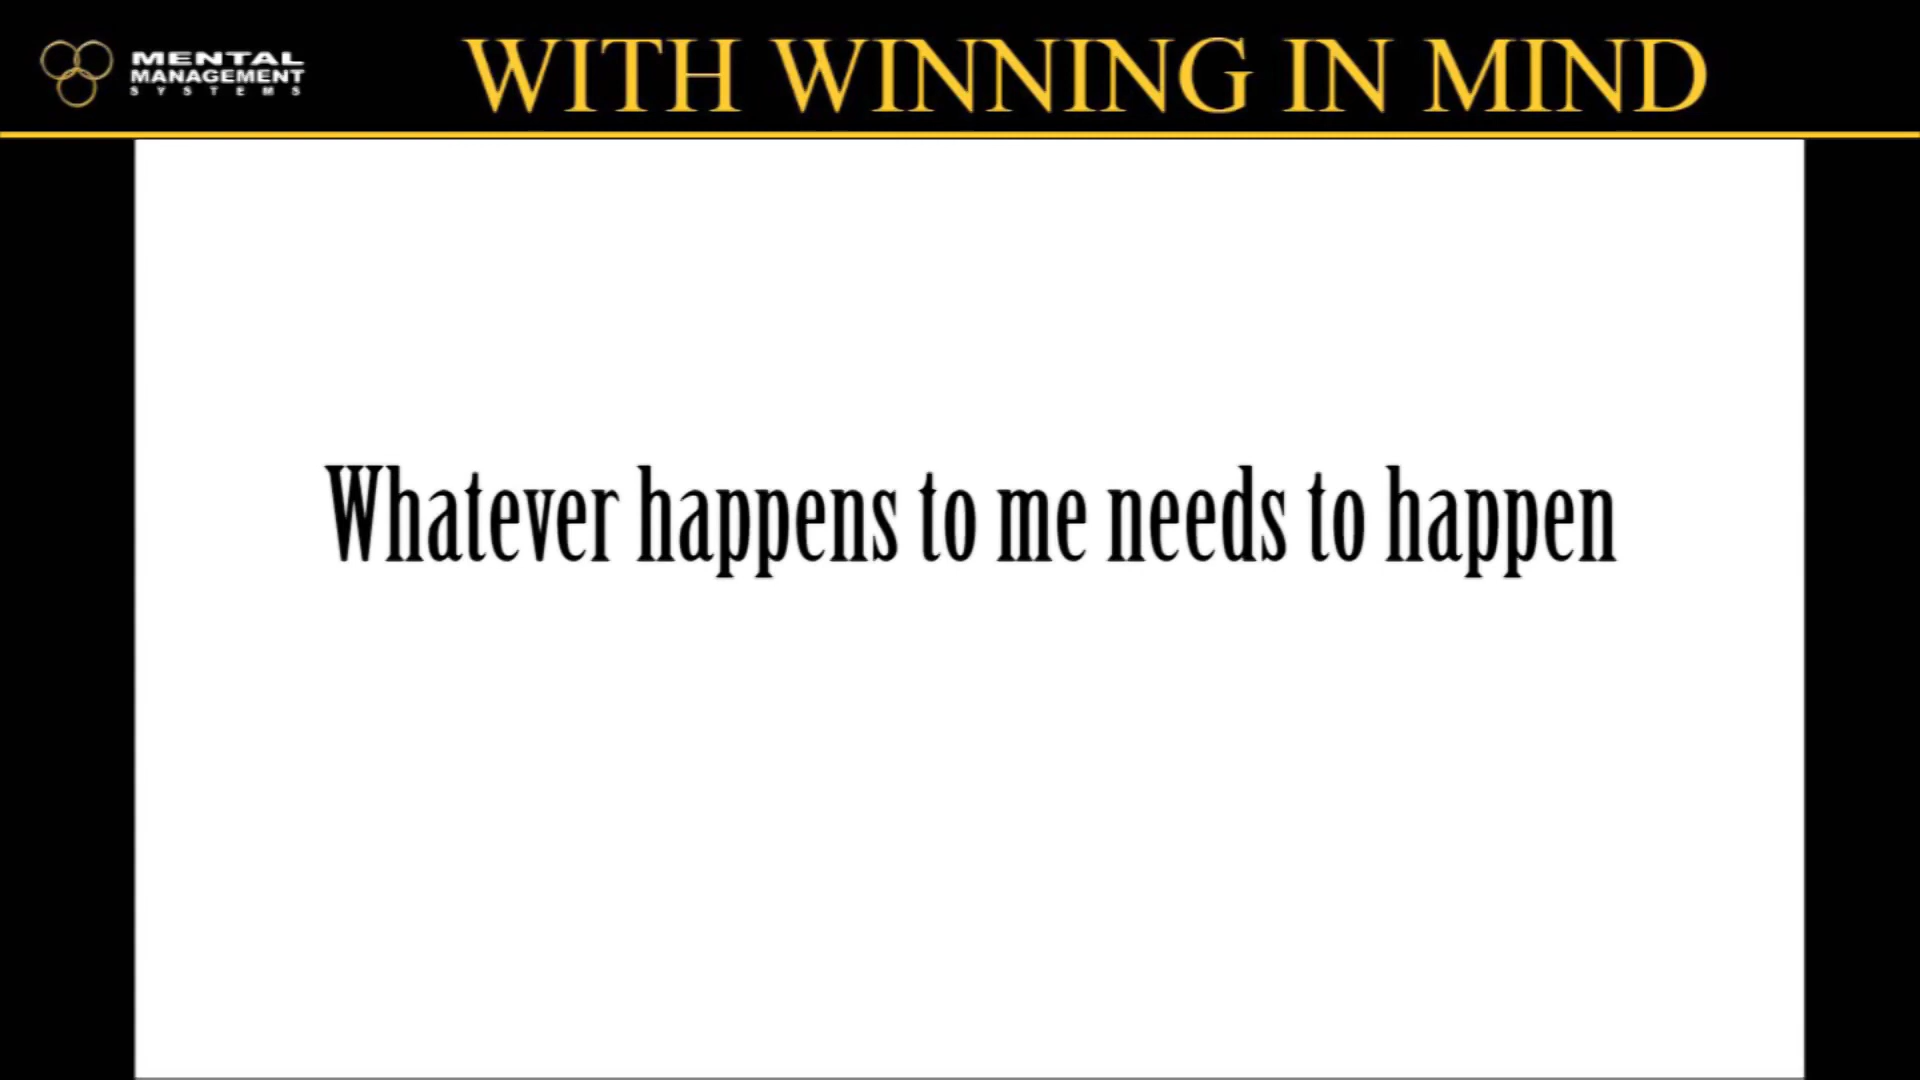 MENTAL
MANAGEMENT
SYSTEMS
WITH WINNING IN MIND
Whatever happens to me needs to happen